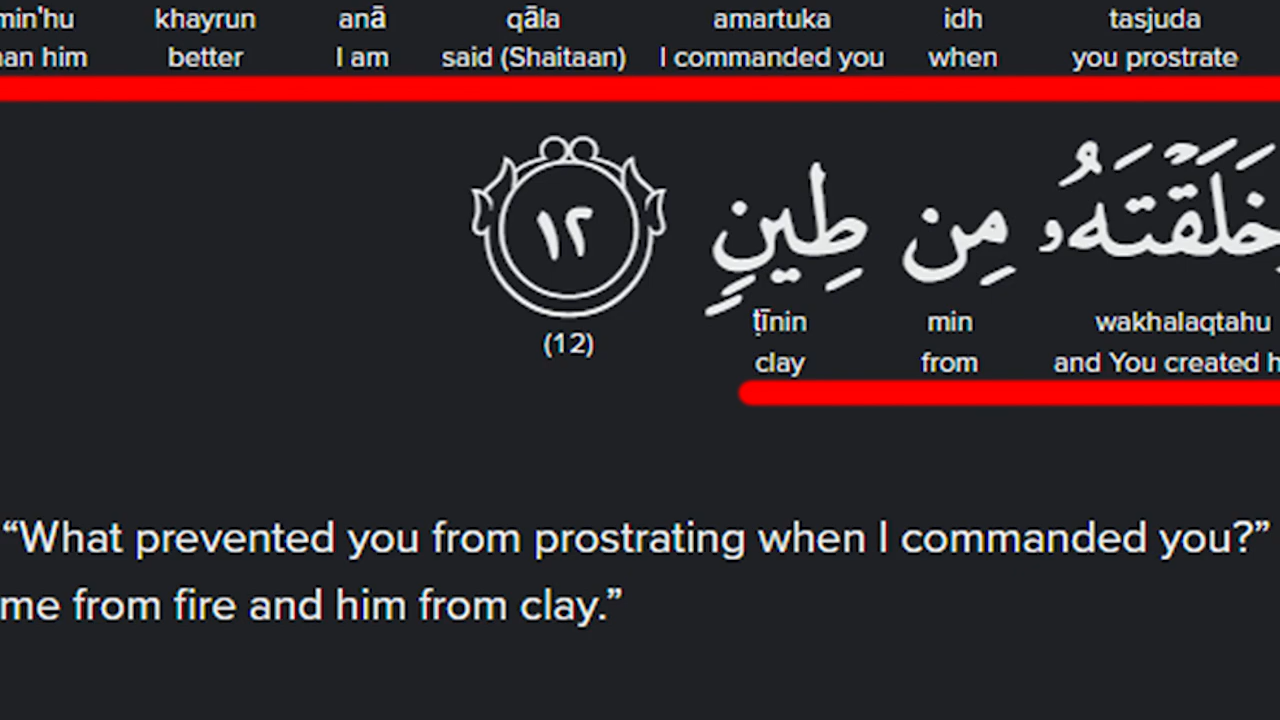 min'hu khayrun anā qāla amartuka idh tasjuda
him better I am said (Shaitaan) I commanded you when you prostrate
خَلَقْتَهُۥ مِن طِينٍ ١٢
ṭīnin min wakhalaqtahu
(12)
clay from and You created
“What prevented you from prostrating when I commanded you?”
me from fire and him from clay.”